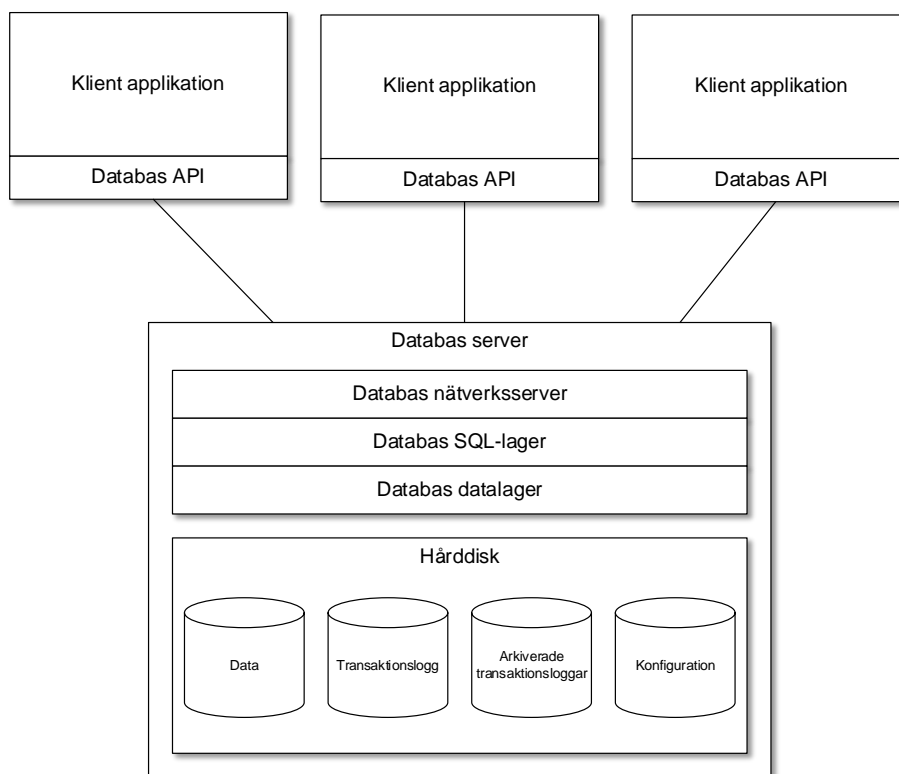 Klient applikation
Klient applikation
Klient applikation
Databas API
Databas API
Databas API
Databas server
Databas nätverksserver
Databas SQL-lager
Databas datalager
Hårddisk
Data
Transaktionslogg
Arkiverade
transaktionsloggar
Konfiguration